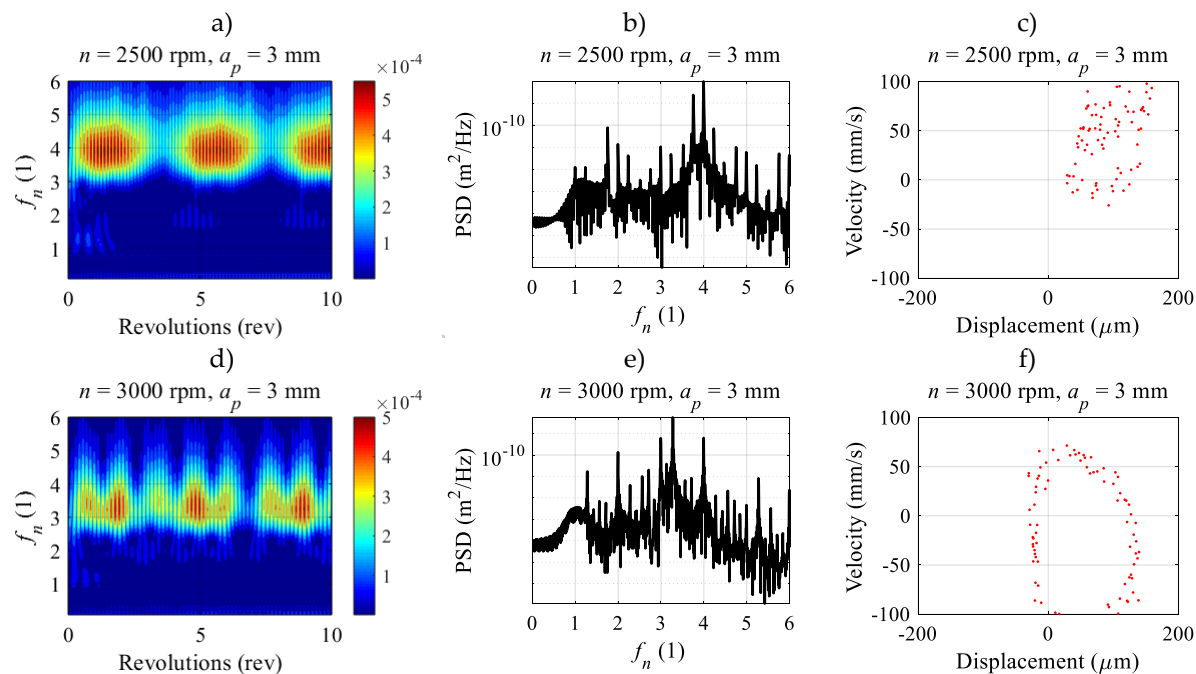 a)
n = 2500 rpm, a_p = 3 mm
×10⁻⁴
6
5
4
3
2
1
f_n (1)
0
5
10
Revolutions (rev)
5
4
3
2
1
b)
n = 2500 rpm, a_p = 3 mm
10⁻¹⁰
PSD (m²/Hz)
0 1 2 3 4 5 6
f_n (1)
c)
n = 2500 rpm, a_p = 3 mm
100
50
0
-50
-100
Velocity (mm/s)
-200 0 200
Displacement (μm)
d)
n = 3000 rpm, a_p = 3 mm
×10⁻⁴
6
5
4
3
2
1
f_n (1)
0 5 10
Revolutions (rev)
5
4
3
2
1
e)
n = 3000 rpm, a_p = 3 mm
10⁻¹⁰
PSD (m²/Hz)
0 1 2 3 4 5 6
f_n (1)
f)
n = 3000 rpm, a_p = 3 mm
100
50
0
-50
-100
Velocity (mm/s)
-200 0 200
Displacement (μm)